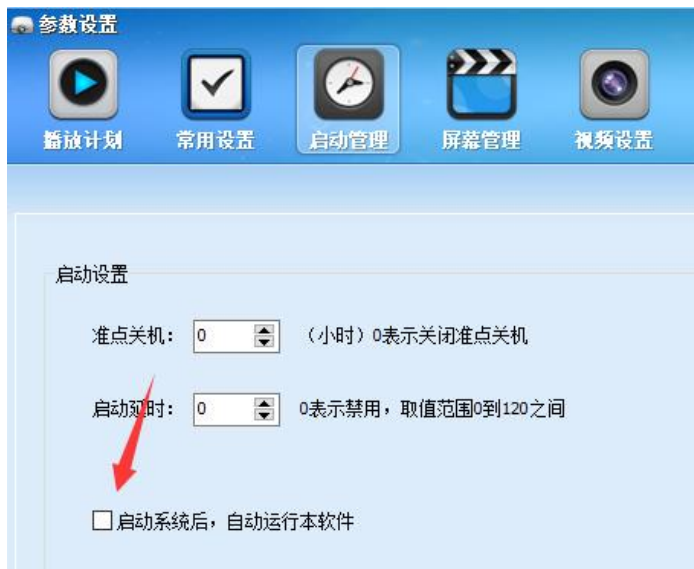 参数设置
播放计划 常用设置 启动管理 屏幕管理 视频设置
启动设置
准点关机： 0 （小时）0表示关闭准点关机
启动延时： 0 0表示禁用，取值范围0到120之间
启动系统后，自动运行本软件